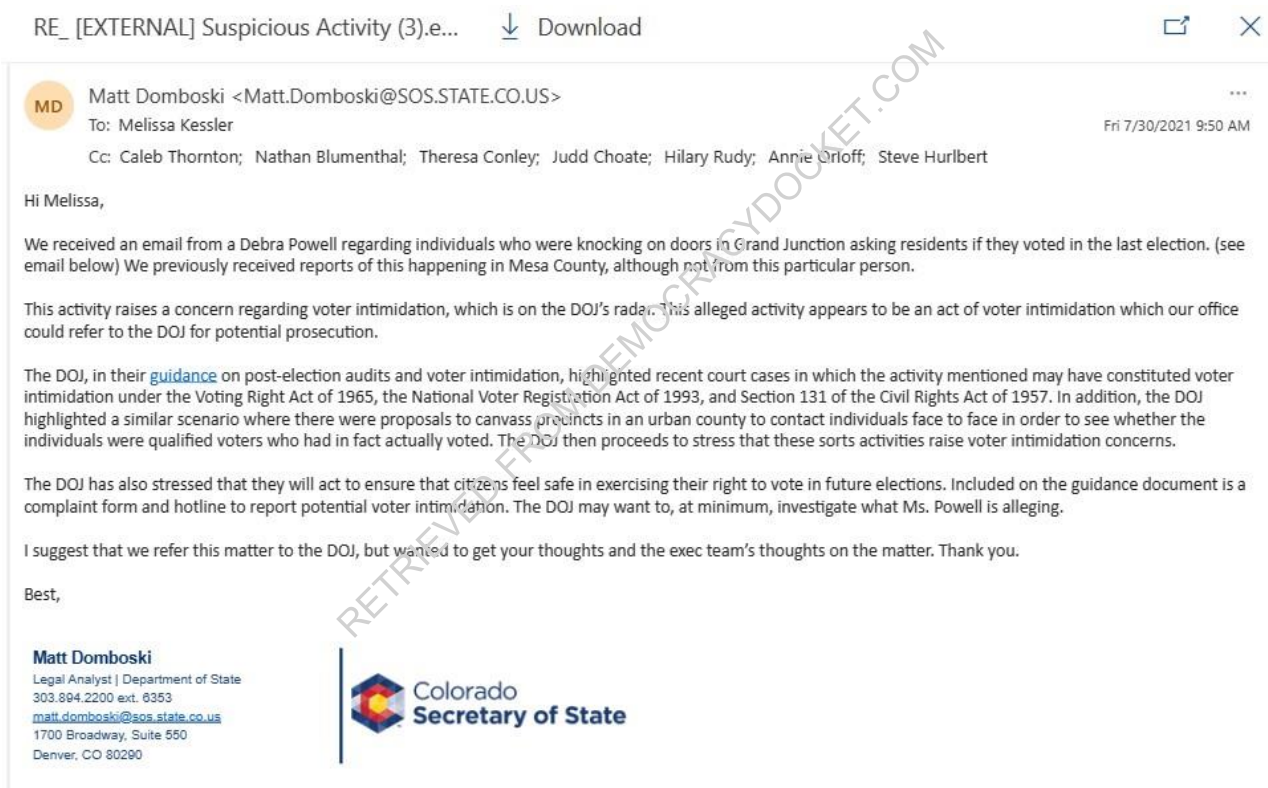 RE_ [EXTERNAL] Suspicious Activity (3).e... Download
MD
Matt Domboski <Matt.Domboski@SOS.STATE.CO.US>
To: Melissa Kessler
Fri 7/30/2021 9:50 AM
Cc: Caleb Thornton; Nathan Blumenthal; Theresa Conley; Judd Choate; Hilary Rudy; Annie Orloff; Steve Hurlbert
Hi Melissa,
We received an email from a Debra Powell regarding individuals who were knocking on doors in Grand Junction asking residents if they voted in the last election. (see
email below) We previously received reports of this happening in Mesa County, although not from this particular person.
This activity raises a concern regarding voter intimidation, which is on the DOJ's radar. This alleged activity appears to be an act of voter intimidation which our office
could refer to the DOJ for potential prosecution.
The DOJ, in their guidance on post-election audits and voter intimidation, highlighted recent court cases in which the activity mentioned may have constituted voter
intimidation under the Voting Right Act of 1965, the National Voter Registration Act of 1993, and Section 131 of the Civil Rights Act of 1957. In addition, the DOJ
highlighted a similar scenario where there were proposals to canvass precincts in an urban county to contact individuals face to face in order to see whether the
individuals were qualified voters who had in fact actually voted. The DOJ then proceeds to stress that these sorts activities raise voter intimidation concerns.
The DOJ has also stressed that they will act to ensure that citizens feel safe in exercising their right to vote in future elections. Included on the guidance document is a
complaint form and hotline to report potential voter intimidation. The DOJ may want to, at minimum, investigate what Ms. Powell is alleging.
I suggest that we refer this matter to the DOJ, but wanted to get your thoughts and the exec team's thoughts on the matter. Thank you.
Best,
Matt Domboski
Legal Analyst | Department of State
303.894.2200 ext. 6353
matt.domboski@sos.state.co.us
1700 Broadway, Suite 550
Denver, CO 80290
Colorado
Secretary of State
RETRIEVED FROM DEMOCRACYDOCKET.COM